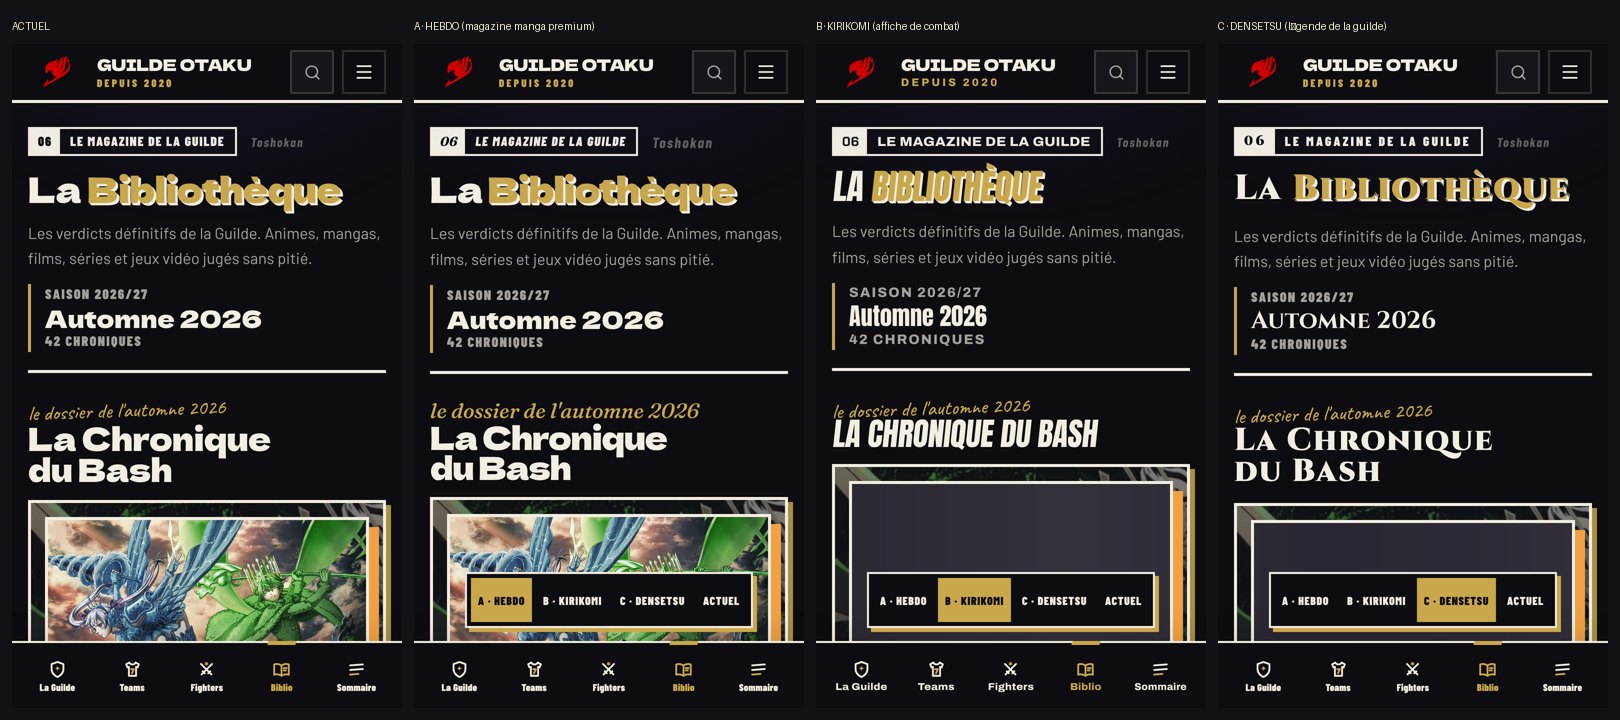 ACTUEL
GUILDE OTAKU
DEPUIS 2020
06 LE MAGAZINE DE LA GUILDE Toshokan
La Bibliothèque
Les verdicts définitifs de la Guilde. Animes, mangas,
films, séries et jeux vidéo jugés sans pitié.
SAISON 2026/27
Automne 2026
42 CHRONIQUES
le dossier de l'automne 2026
La Chronique
du Bash
La Guilde Teams Fighters Biblio Sommaire
A · HEBDO (magazine manga premium)
GUILDE OTAKU
DEPUIS 2020
06 LE MAGAZINE DE LA GUILDE Toshokan
La Bibliothèque
Les verdicts définitifs de la Guilde. Animes, mangas,
films, séries et jeux vidéo jugés sans pitié.
SAISON 2026/27
Automne 2026
42 CHRONIQUES
le dossier de l'automne 2026
La Chronique
du Bash
A · HEBDO B · KIRIKOMI C · DENSETSU ACTUEL
La Guilde Teams Fighters Biblio Sommaire
B · KIRIKOMI (affiche de combat)
GUILDE OTAKU
DEPUIS 2020
06 LE MAGAZINE DE LA GUILDE Toshokan
LA BIBLIOTHÈQUE
Les verdicts définitifs de la Guilde. Animes, mangas,
films, séries et jeux vidéo jugés sans pitié.
SAISON 2026/27
Automne 2026
42 CHRONIQUES
le dossier de l'automne 2026
LA CHRONIQUE DU BASH
A · HEBDO B · KIRIKOMI C · DENSETSU ACTUEL
La Guilde Teams Fighters Biblio Sommaire
C · DENSETSU (l▯gende de la guilde)
GUILDE OTAKU
DEPUIS 2020
06 LE MAGAZINE DE LA GUILDE Toshokan
La Bibliothèque
Les verdicts définitifs de la Guilde. Animes, mangas,
films, séries et jeux vidéo jugés sans pitié.
SAISON 2026/27
Automne 2026
42 CHRONIQUES
le dossier de l'automne 2026
La Chronique
du Bash
A · HEBDO B · KIRIKOMI C · DENSETSU ACTUEL
La Guilde Teams Fighters Biblio Sommaire